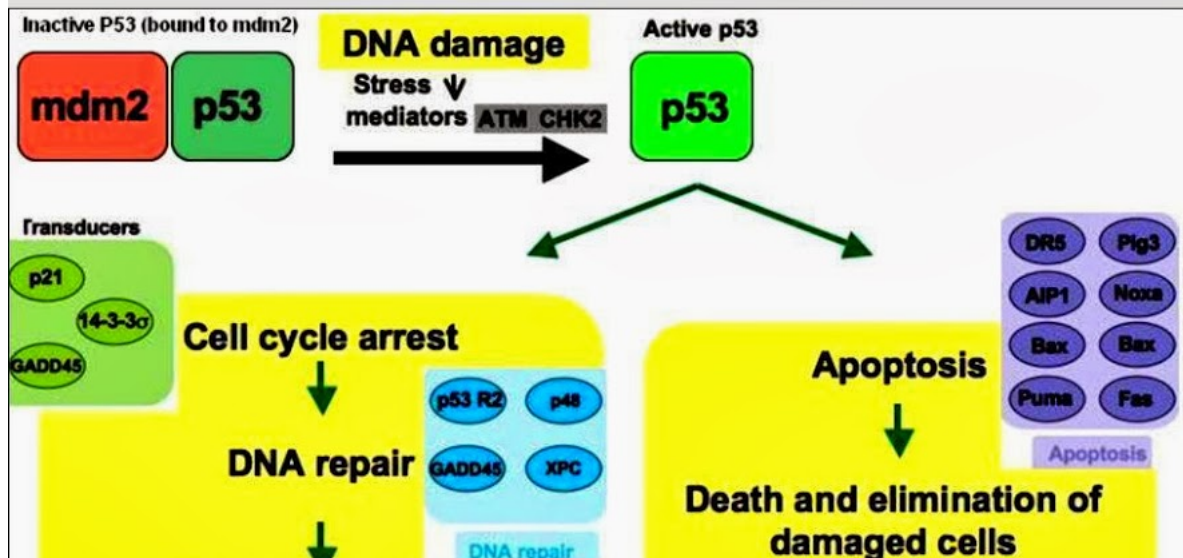 Inactive P53 (bound to mdm2)
mdm2
p53
DNA damage
Stress
mediators
ATM CHK2
Active p53
p53
Transducers
p21
14-3-3σ
GADD45
Cell cycle arrest
DNA repair
p53 R2
p48
GADD45
XPC
DNA repair
DR5
Pig3
AIP1
Noxa
Bax
Bax
Puma
Fas
Apoptosis
Apoptosis
Death and elimination of
damaged cells